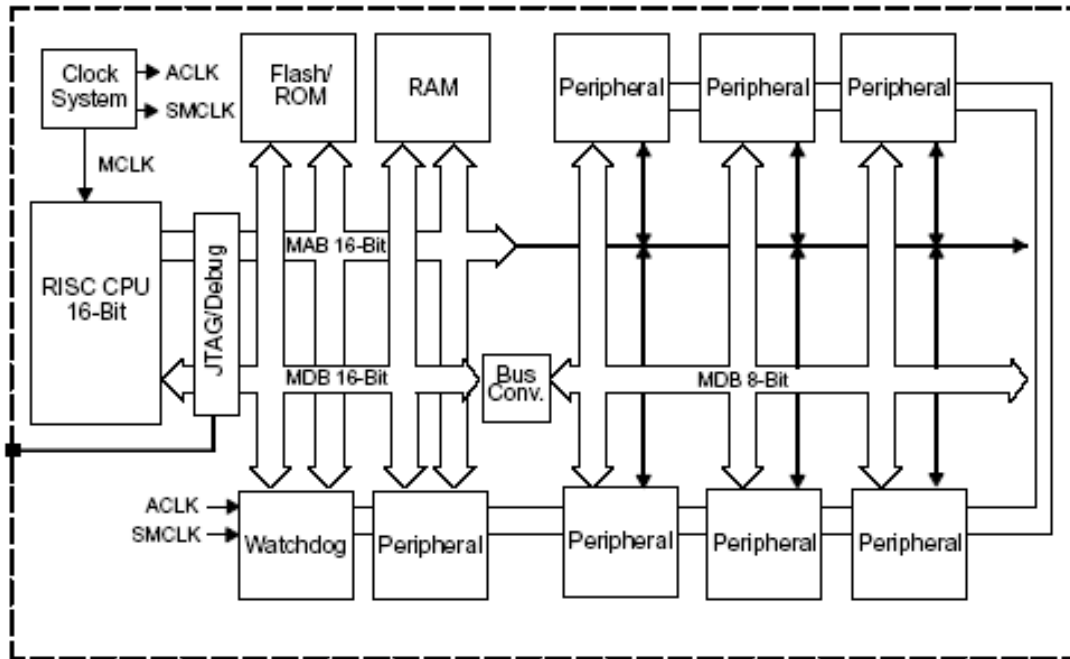 Clock
System
ACLK
SMCLK
MCLK
Flash/
ROM
RAM
Peripheral
Peripheral
Peripheral
RISC CPU
16-Bit
JTAG/Debug
MAB 16-Bit
MDB 16-Bit
Bus
Conv.
MDB 8-Bit
ACLK
SMCLK
Watchdog
Peripheral
Peripheral
Peripheral
Peripheral